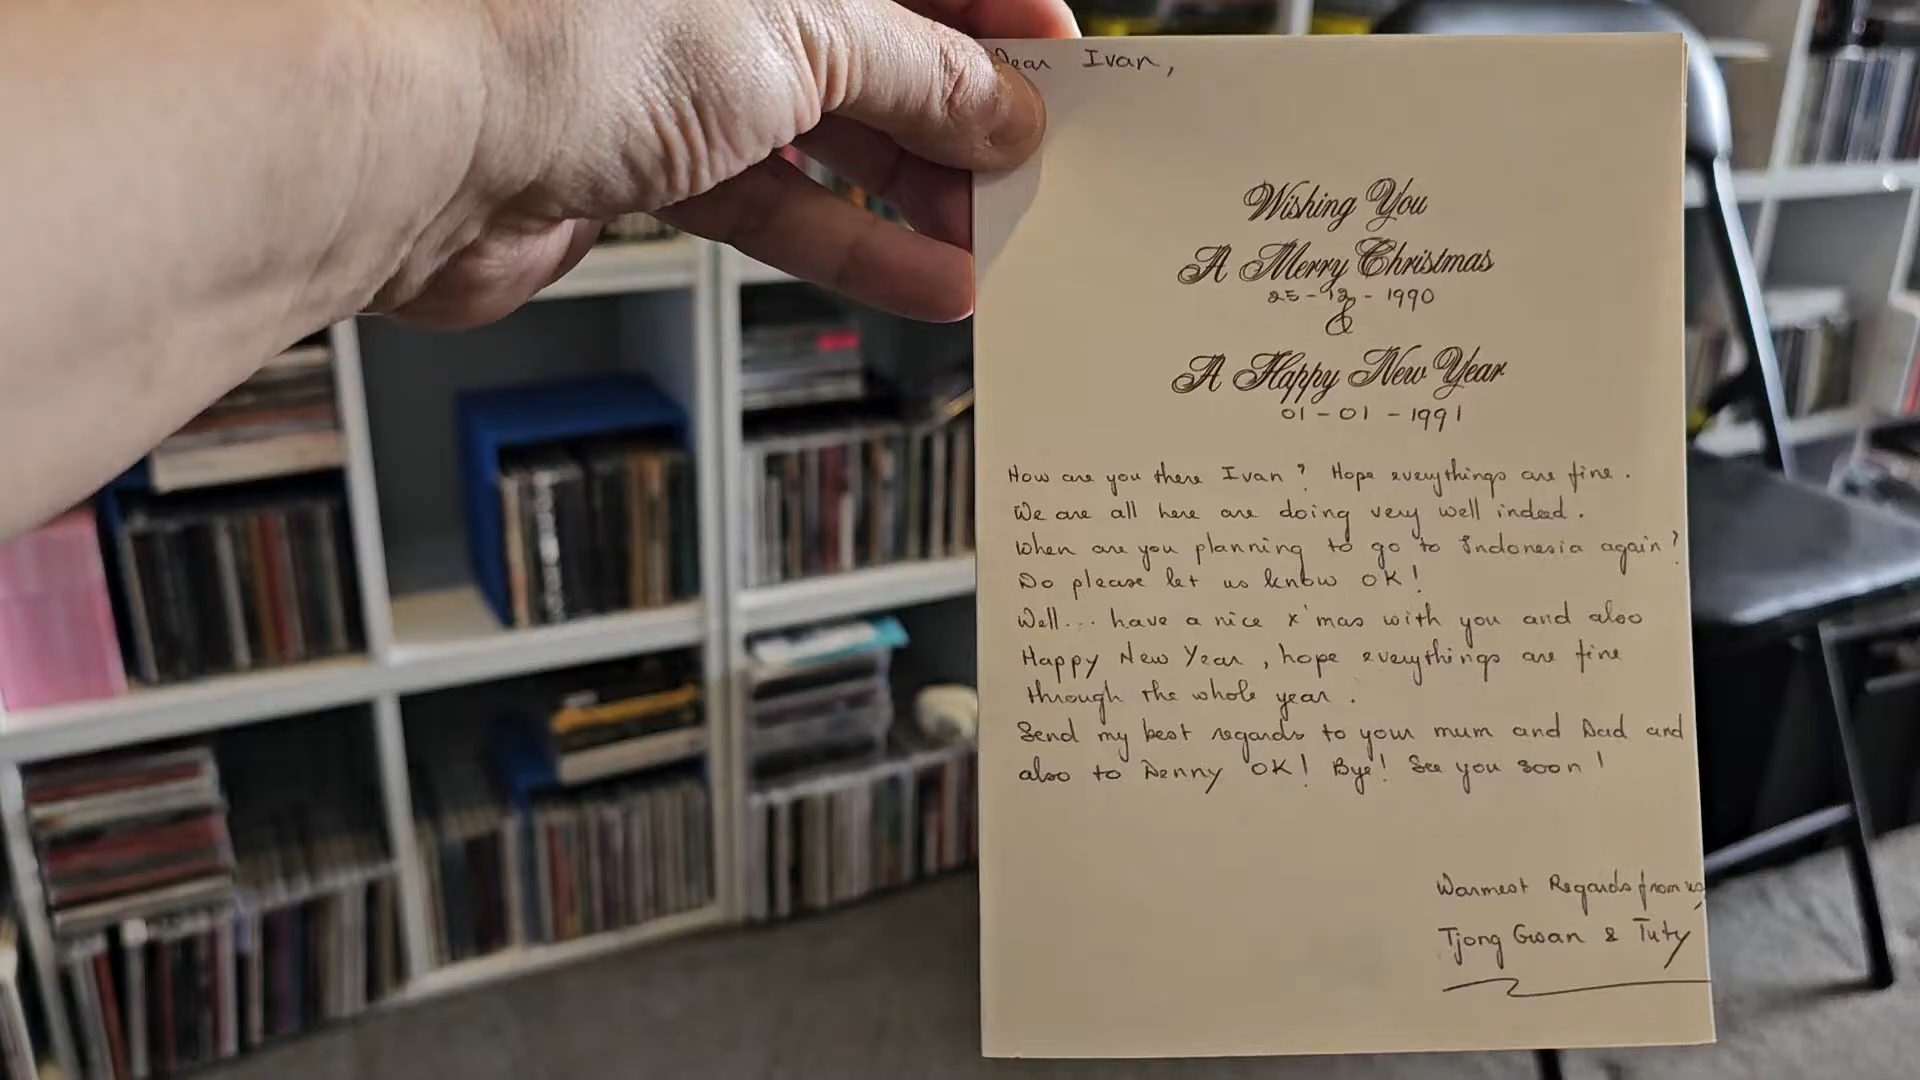 Dear Ivan,
Wishing You
A Merry Christmas
25-12-1990
&
A Happy New Year
01-01-1991
How are you there Ivan? Hope everythings are fine.
We are all here are doing very well indeed.
When are you planning to go to Indonesia again?
Do please let us know OK!
Well... have a nice x'mas with you and also
Happy New Year, hope everythings are fine
through the whole year.
Send my best regards to your mum and Dad and
also to Denny OK! Bye! See you soon!
Warmest Regards from us,
Tjong Gwan & Tuty